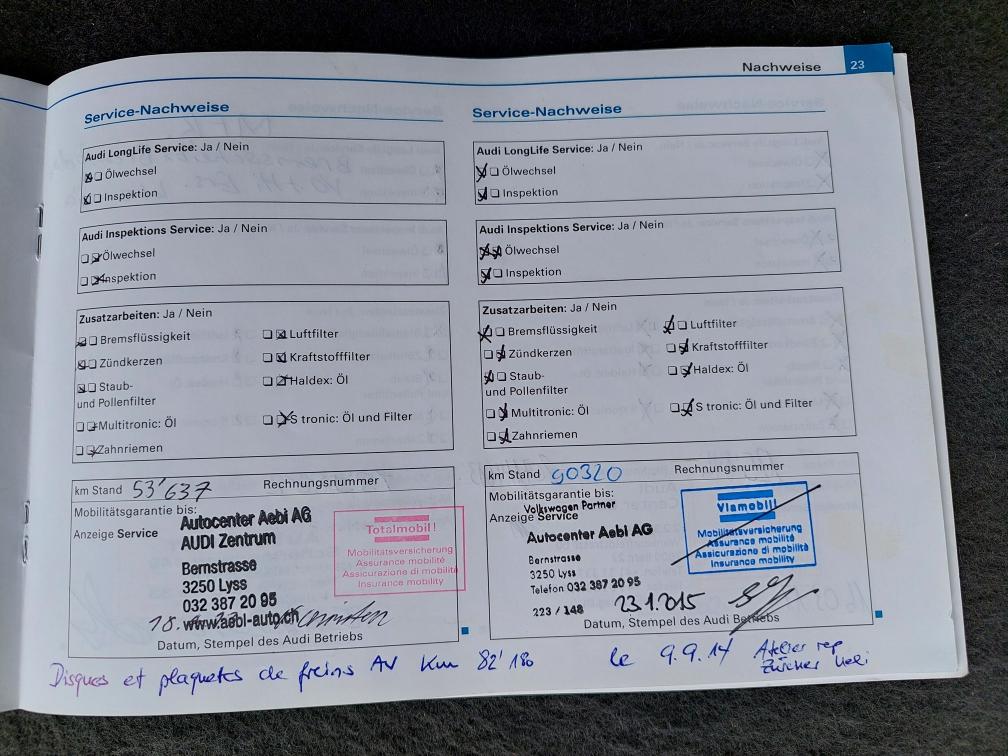 Nachweise 23
Service-Nachweise
Audi LongLife Service: Ja / Nein
Ölwechsel
Inspektion
Audi Inspektions Service: Ja / Nein
Ölwechsel
Inspektion
Zusatzarbeiten: Ja / Nein
Bremsflüssigkeit
Luftfilter
Zündkerzen
Kraftstofffilter
Staub-
und Pollenfilter
Haldex: Öl
Multitronic: Öl
S tronic: Öl und Filter
Zahnriemen
km Stand 53'637 Rechnungsnummer
Mobilitätsgarantie bis:
Anzeige Service
Autocenter Aebi AG
AUDI Zentrum
Bernstrasse
3250 Lyss
032 387 20 95
www.aebi-auto.ch
18.
Totalmobil!
Mobilitätsversicherung
Assurance mobilité
Assicurazione di mobilità
Insurance mobility
Datum, Stempel des Audi Betriebs
Service-Nachweise
Audi LongLife Service: Ja / Nein
Ölwechsel
Inspektion
Audi Inspektions Service: Ja / Nein
Ölwechsel
Inspektion
Zusatzarbeiten: Ja / Nein
Bremsflüssigkeit
Luftfilter
Zündkerzen
Kraftstofffilter
Staub-
und Pollenfilter
Haldex: Öl
Multitronic: Öl
S tronic: Öl und Filter
Zahnriemen
km Stand 90320 Rechnungsnummer
Mobilitätsgarantie bis:
Volkswagen Partner
Anzeige Service
Autocenter Aebi AG
Bernstrasse
3250 Lyss
Telefon 032 387 20 95
223 / 148 23.1.2015
Viamobil!
Mobilitätsversicherung
Assurance mobilité
Assicurazione di mobilità
Insurance mobility
Datum, Stempel des Audi Betriebs
Disques et plaquetes de freins AV Km 82'180 le 9.9.14 Atelier rep
Zürcher Ueli